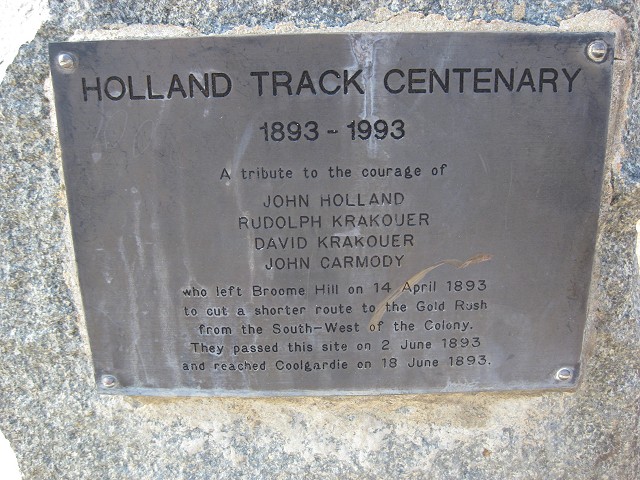 HOLLAND TRACK CENTENARY
1893 - 1993
A tribute to the courage of
JOHN HOLLAND
RUDOLPH KRAKOUER
DAVID KRAKOUER
JOHN CARMODY
who left Broome Hill on 14 April 1893
to cut a shorter route to the Gold Rush
from the South-West of the Colony.
They passed this site on 2 June 1893
and reached Coolgardie on 18 June 1893.